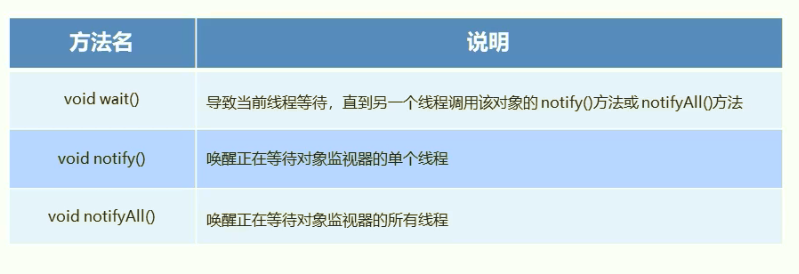 方法名 说明
void wait() 导致当前线程等待，直到另一个线程调用该对象的 notify()方法或 notifyAll()方法
void notify() 唤醒正在等待对象监视器的单个线程
void notifyAll() 唤醒正在等待对象监视器的所有线程